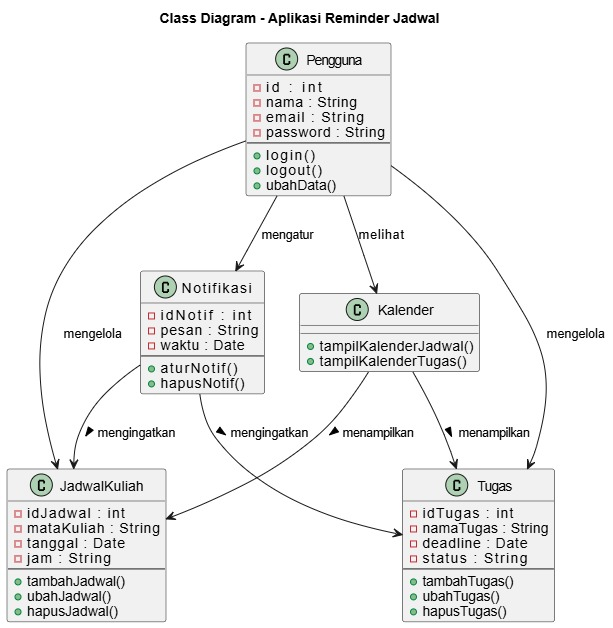 Class Diagram - Aplikasi Reminder Jadwal
C Pengguna
id : int
nama : String
email : String
password : String
login()
logout()
ubahData()
mengatur
melihat
C Notifikasi
idNotif : int
pesan : String
waktu : Date
aturNotif()
hapusNotif()
C Kalender
tampilKalenderJadwal()
tampilKalenderTugas()
mengelola
mengelola
mengingatkan
mengingatkan
menampilkan
menampilkan
C JadwalKuliah
idJadwal : int
mataKuliah : String
tanggal : Date
jam : String
tambahJadwal()
ubahJadwal()
hapusJadwal()
C Tugas
idTugas : int
namaTugas : String
deadline : Date
status : String
tambahTugas()
ubahTugas()
hapusTugas()